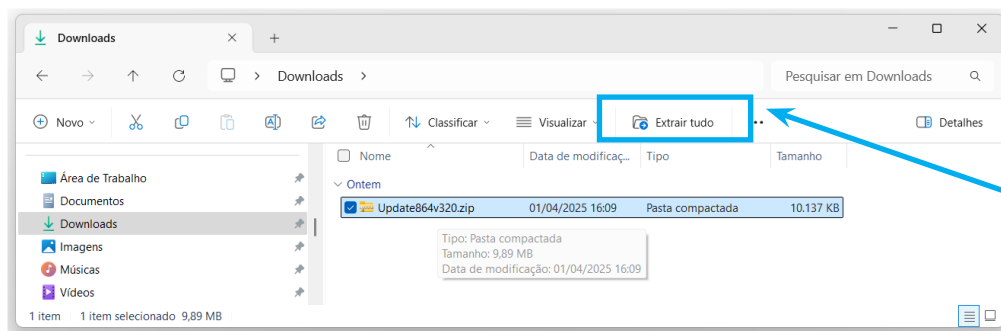 Downloads
Downloads
Pesquisar em Downloads
Novo
Classificar
Visualizar
Extrair tudo
Detalhes
Nome
Data de modificaç...
Tipo
Tamanho
Área de Trabalho
Documentos
Downloads
Imagens
Músicas
Vídeos
Ontem
Update864v320.zip
01/04/2025 16:09
Pasta compactada
10.137 KB
Tipo: Pasta compactada
Tamanho: 9,89 MB
Data de modificação: 01/04/2025 16:09
1 item
1 item selecionado 9,89 MB